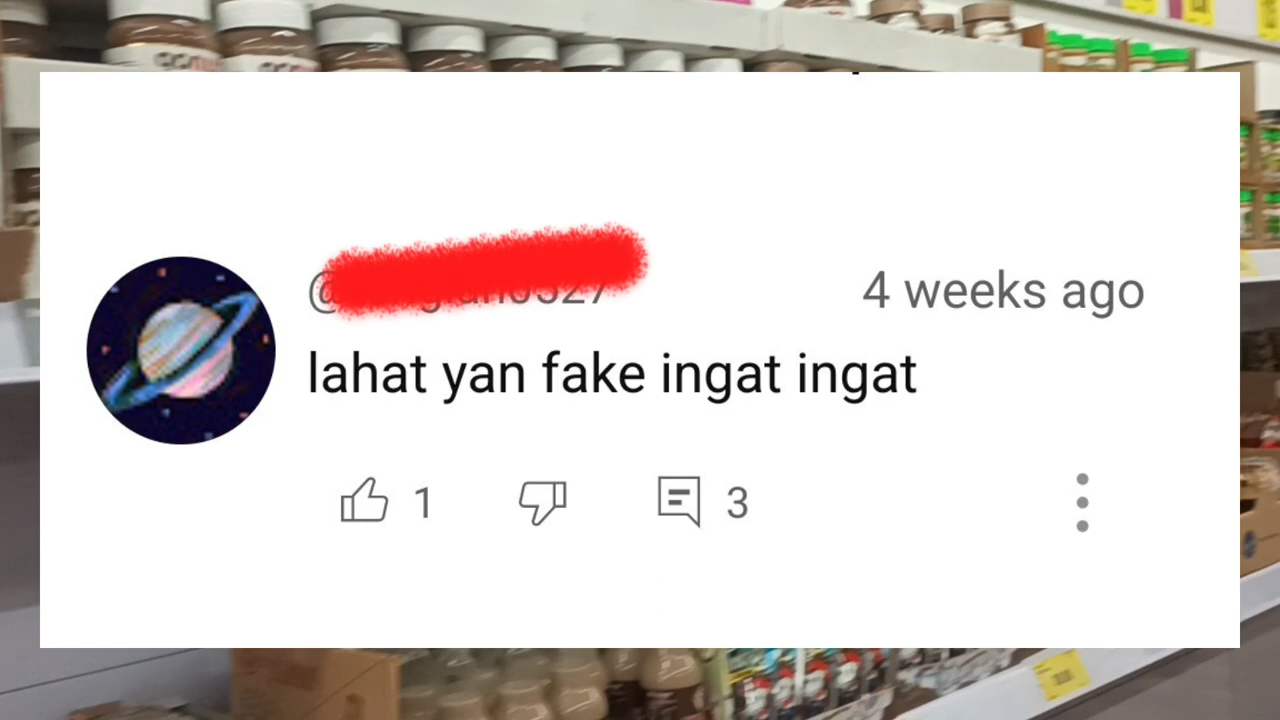 4 weeks ago
lahat yan fake ingat ingat
1
3